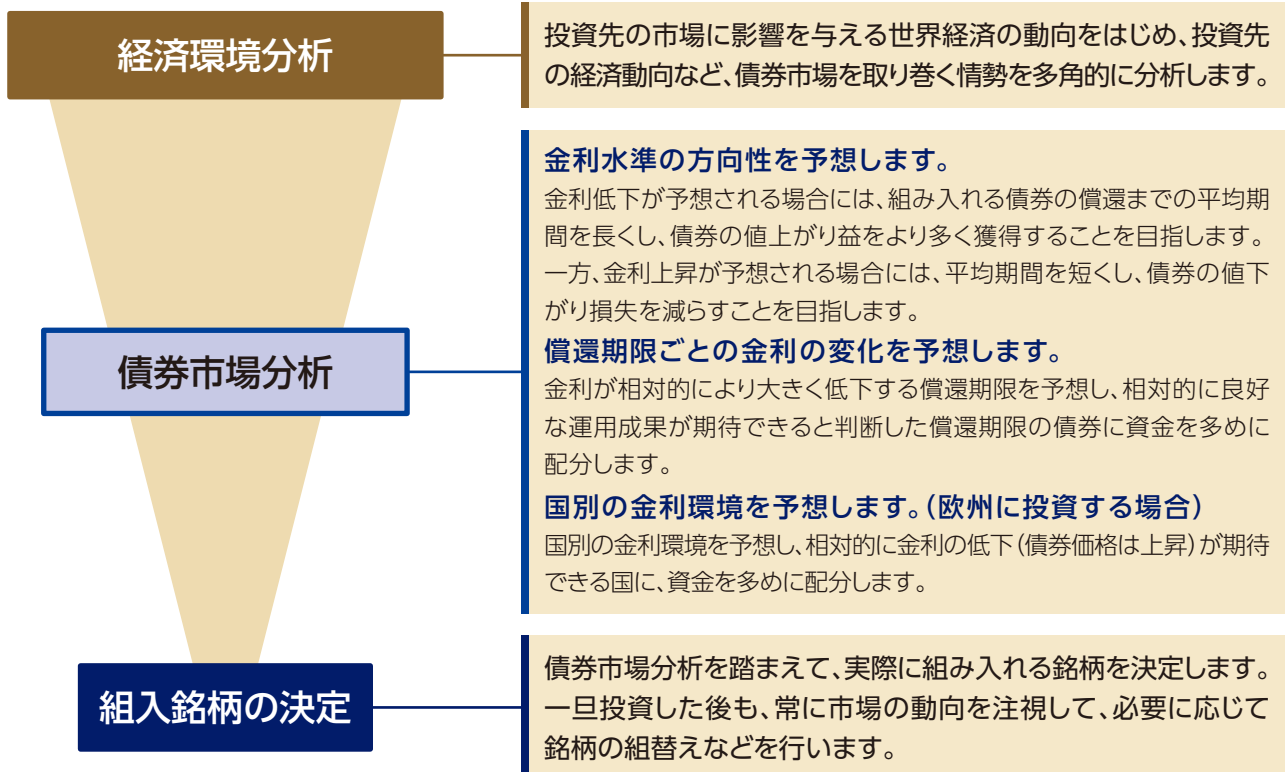 経済環境分析
投資先の市場に影響を与える世界経済の動向をはじめ、投資先
の経済動向など、債券市場を取り巻く情勢を多角的に分析します。
債券市場分析
金利水準の方向性を予想します。
金利低下が予想される場合には、組み入れる債券の償還までの平均期
間を長くし、債券の値上がり益をより多く獲得することを目指します。
一方、金利上昇が予想される場合には、平均期間を短くし、債券の値下
がり損失を減らすことを目指します。
償還期限ごとの金利の変化を予想します。
金利が相対的により大きく低下する償還期限を予想し、相対的に良好
な運用成果が期待できると判断した償還期限の債券に資金を多めに
配分します。
国別の金利環境を予想します。(欧州に投資する場合)
国別の金利環境を予想し、相対的に金利の低下(債券価格は上昇)が期待
できる国に、資金を多めに配分します。
組入銘柄の決定
債券市場分析を踏まえて、実際に組み入れる銘柄を決定します。
一旦投資した後も、常に市場の動向を注視して、必要に応じて
銘柄の組替えなどを行います。